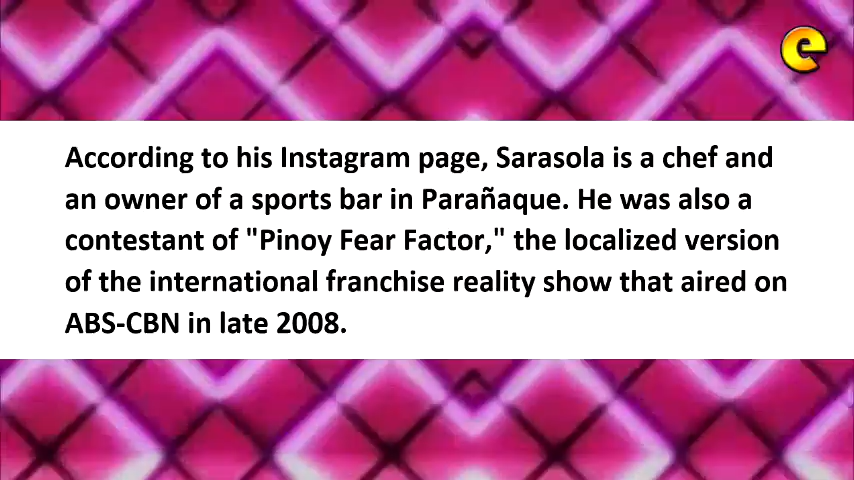 e
According to his Instagram page, Sarasola is a chef and
an owner of a sports bar in Parañaque. He was also a
contestant of "Pinoy Fear Factor," the localized version
of the international franchise reality show that aired on
ABS-CBN in late 2008.